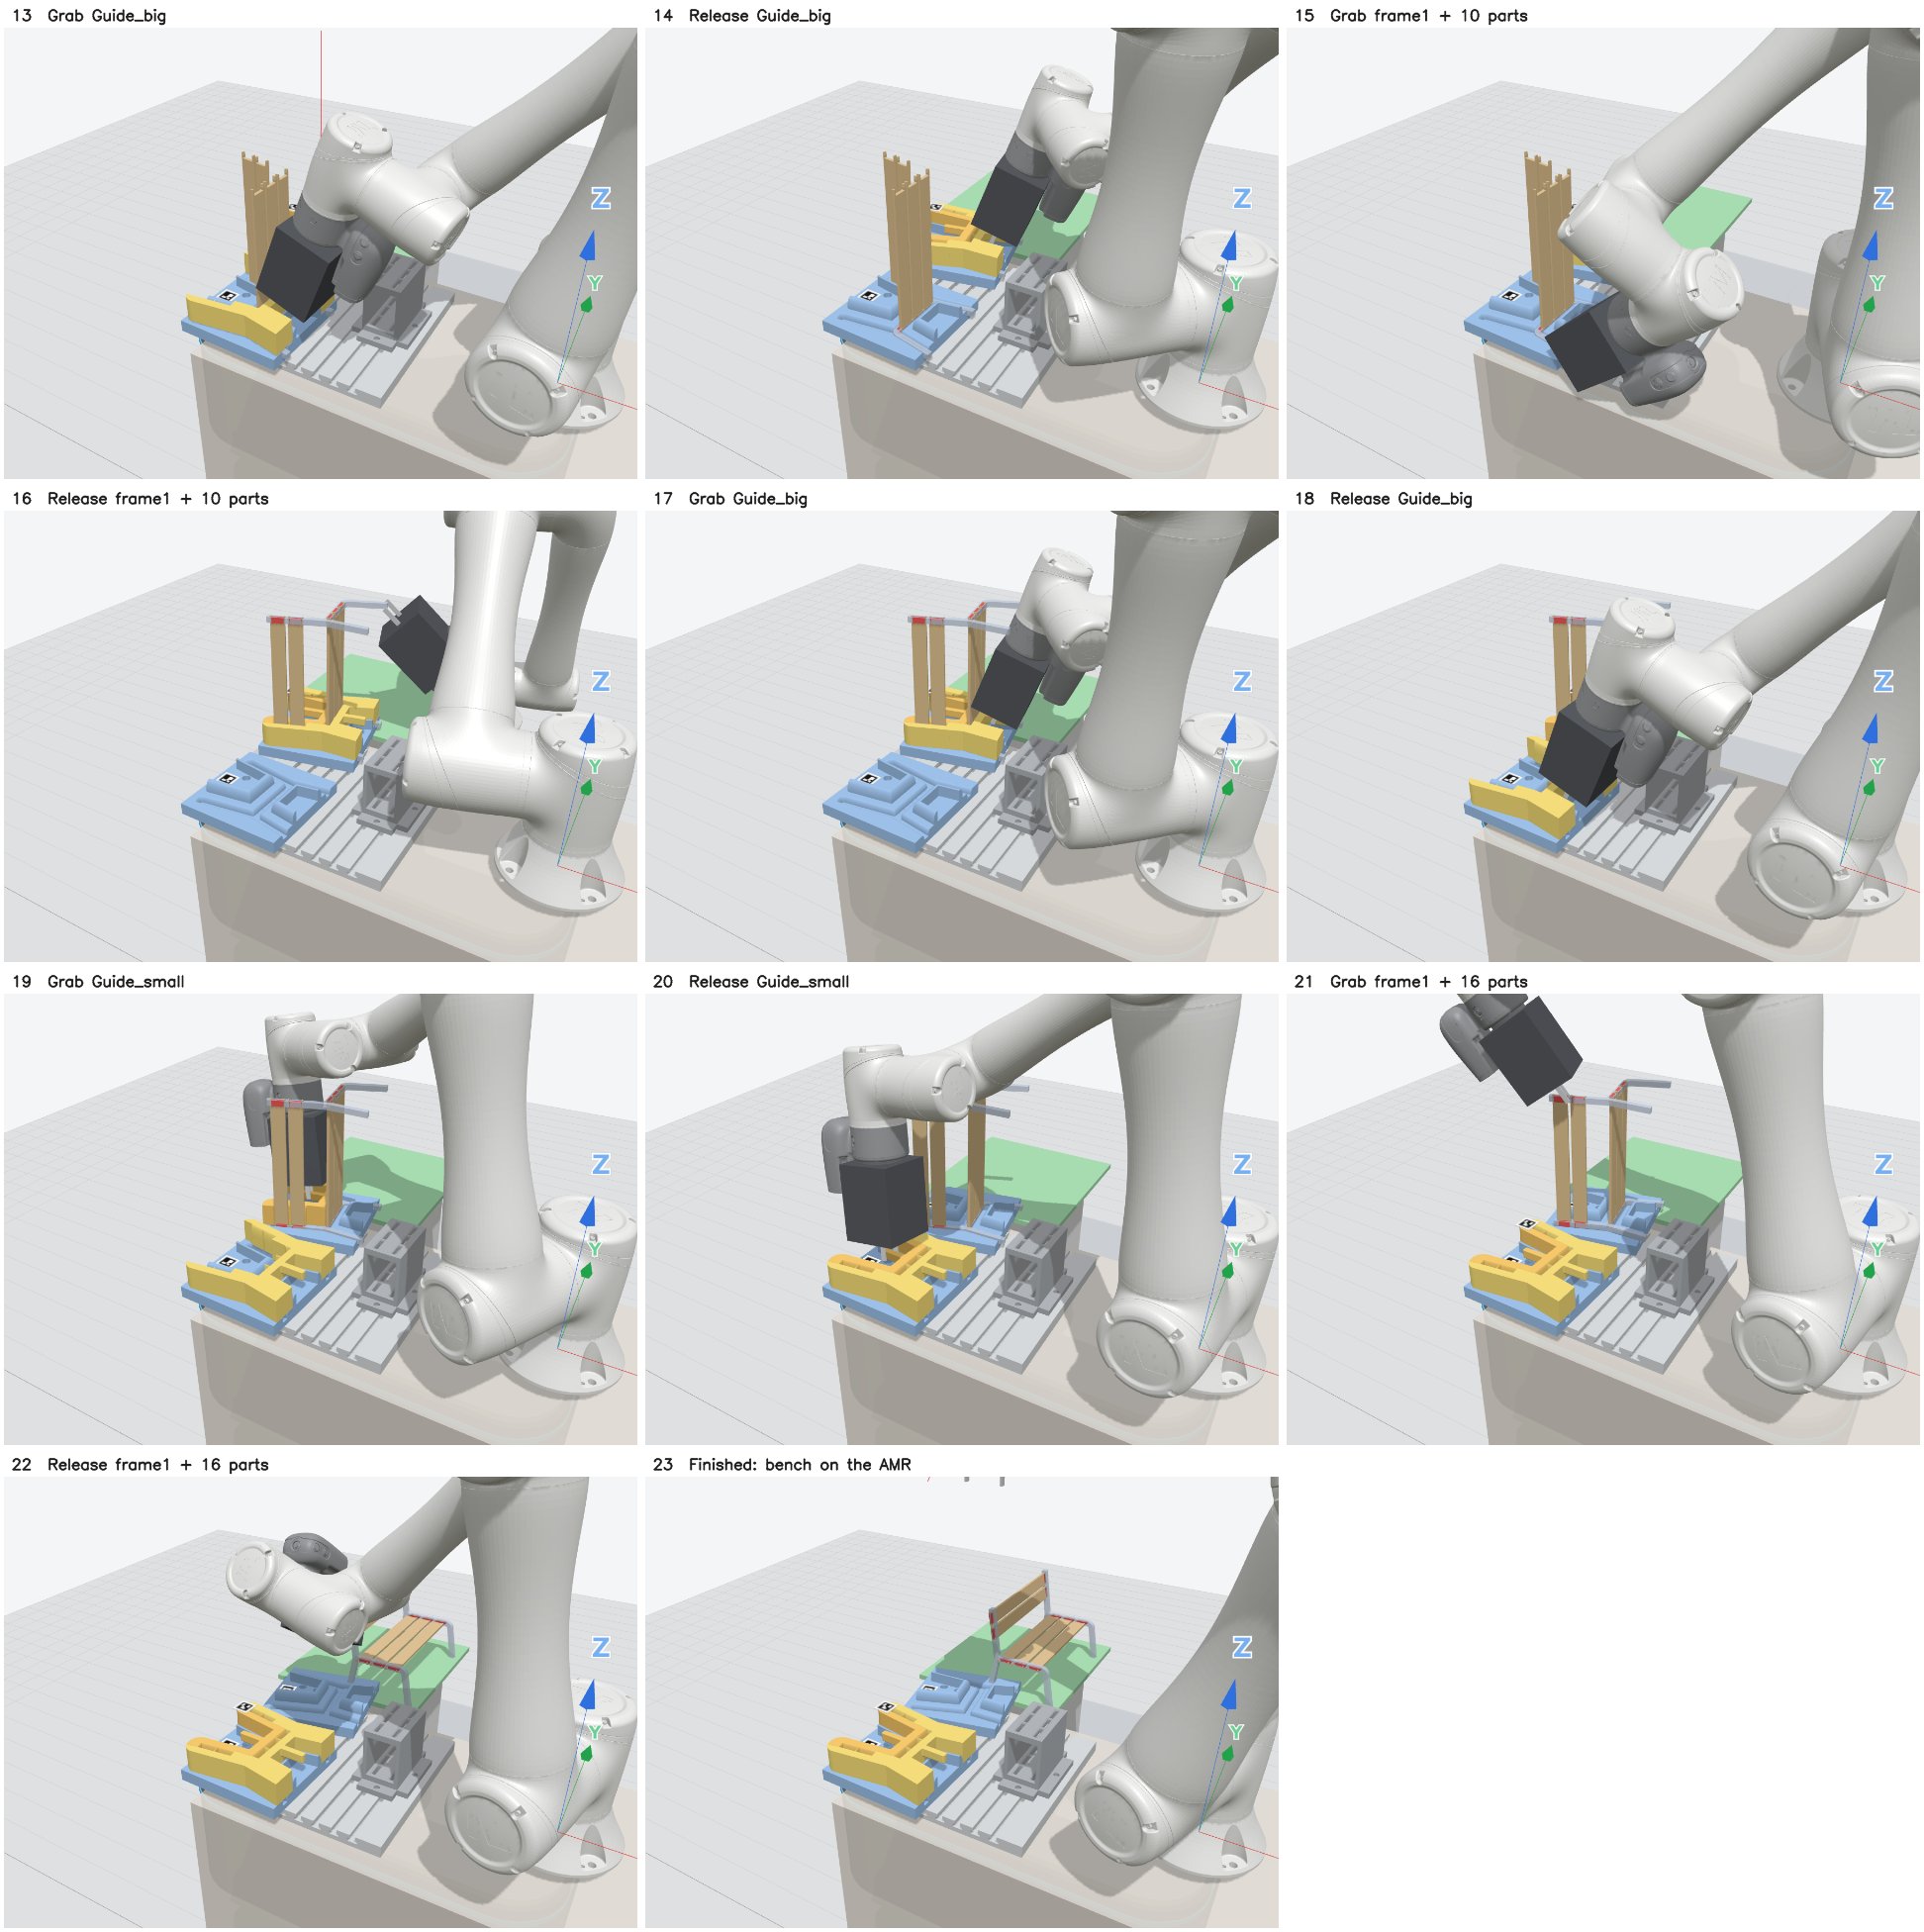 13 Grab Guide_big
14 Release Guide_big
15 Grab frame1 + 10 parts
Z
Y
Z
Y
Z
Y
16 Release frame1 + 10 parts
17 Grab Guide_big
18 Release Guide_big
Z
Y
Z
Y
Z
Y
19 Grab Guide_small
20 Release Guide_small
21 Grab frame1 + 16 parts
Z
Y
Z
Y
Z
Y
22 Release frame1 + 16 parts
23 Finished: bench on the AMR
Z
Y
Z
Y